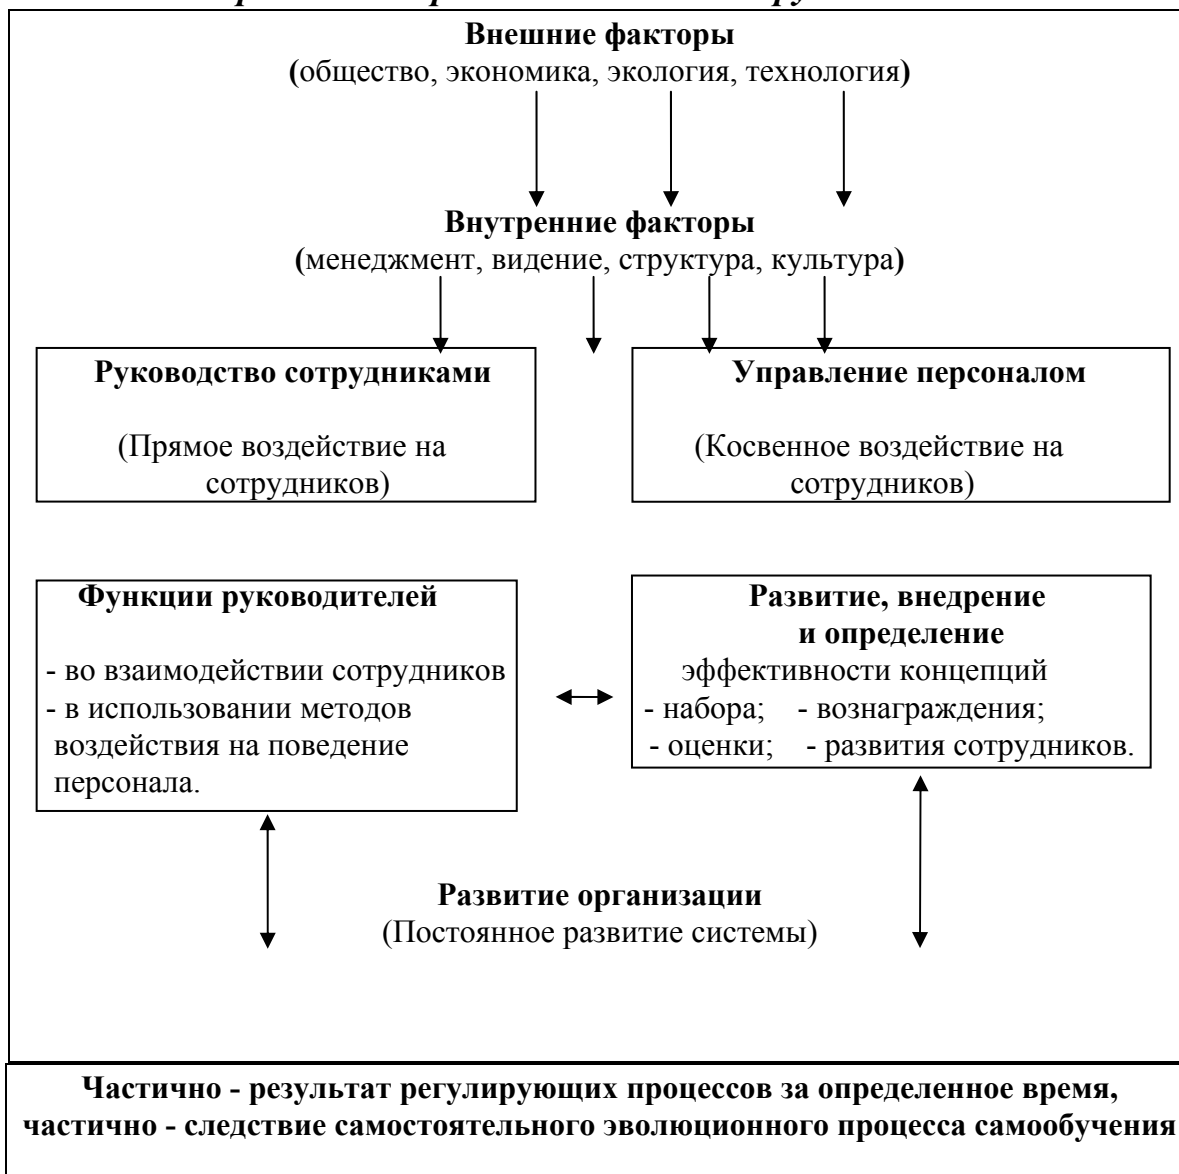 Внешние факторы
(общество, экономика, экология, технология)
Внутренние факторы
(менеджмент, видение, структура, культура)
Руководство сотрудниками
(Прямое воздействие на
сотрудников)
Управление персоналом
(Косвенное воздействие на
сотрудников)
Функции руководителей
- во взаимодействии сотрудников
- в использовании методов
воздействия на поведение
персонала.
Развитие, внедрение
и определение
эффективности концепций
- набора; - вознаграждения;
- оценки; - развития сотрудников.
Развитие организации
(Постоянное развитие системы)
Частично - результат регулирующих процессов за определенное время,
частично - следствие самостоятельного эволюционного процесса самообучения